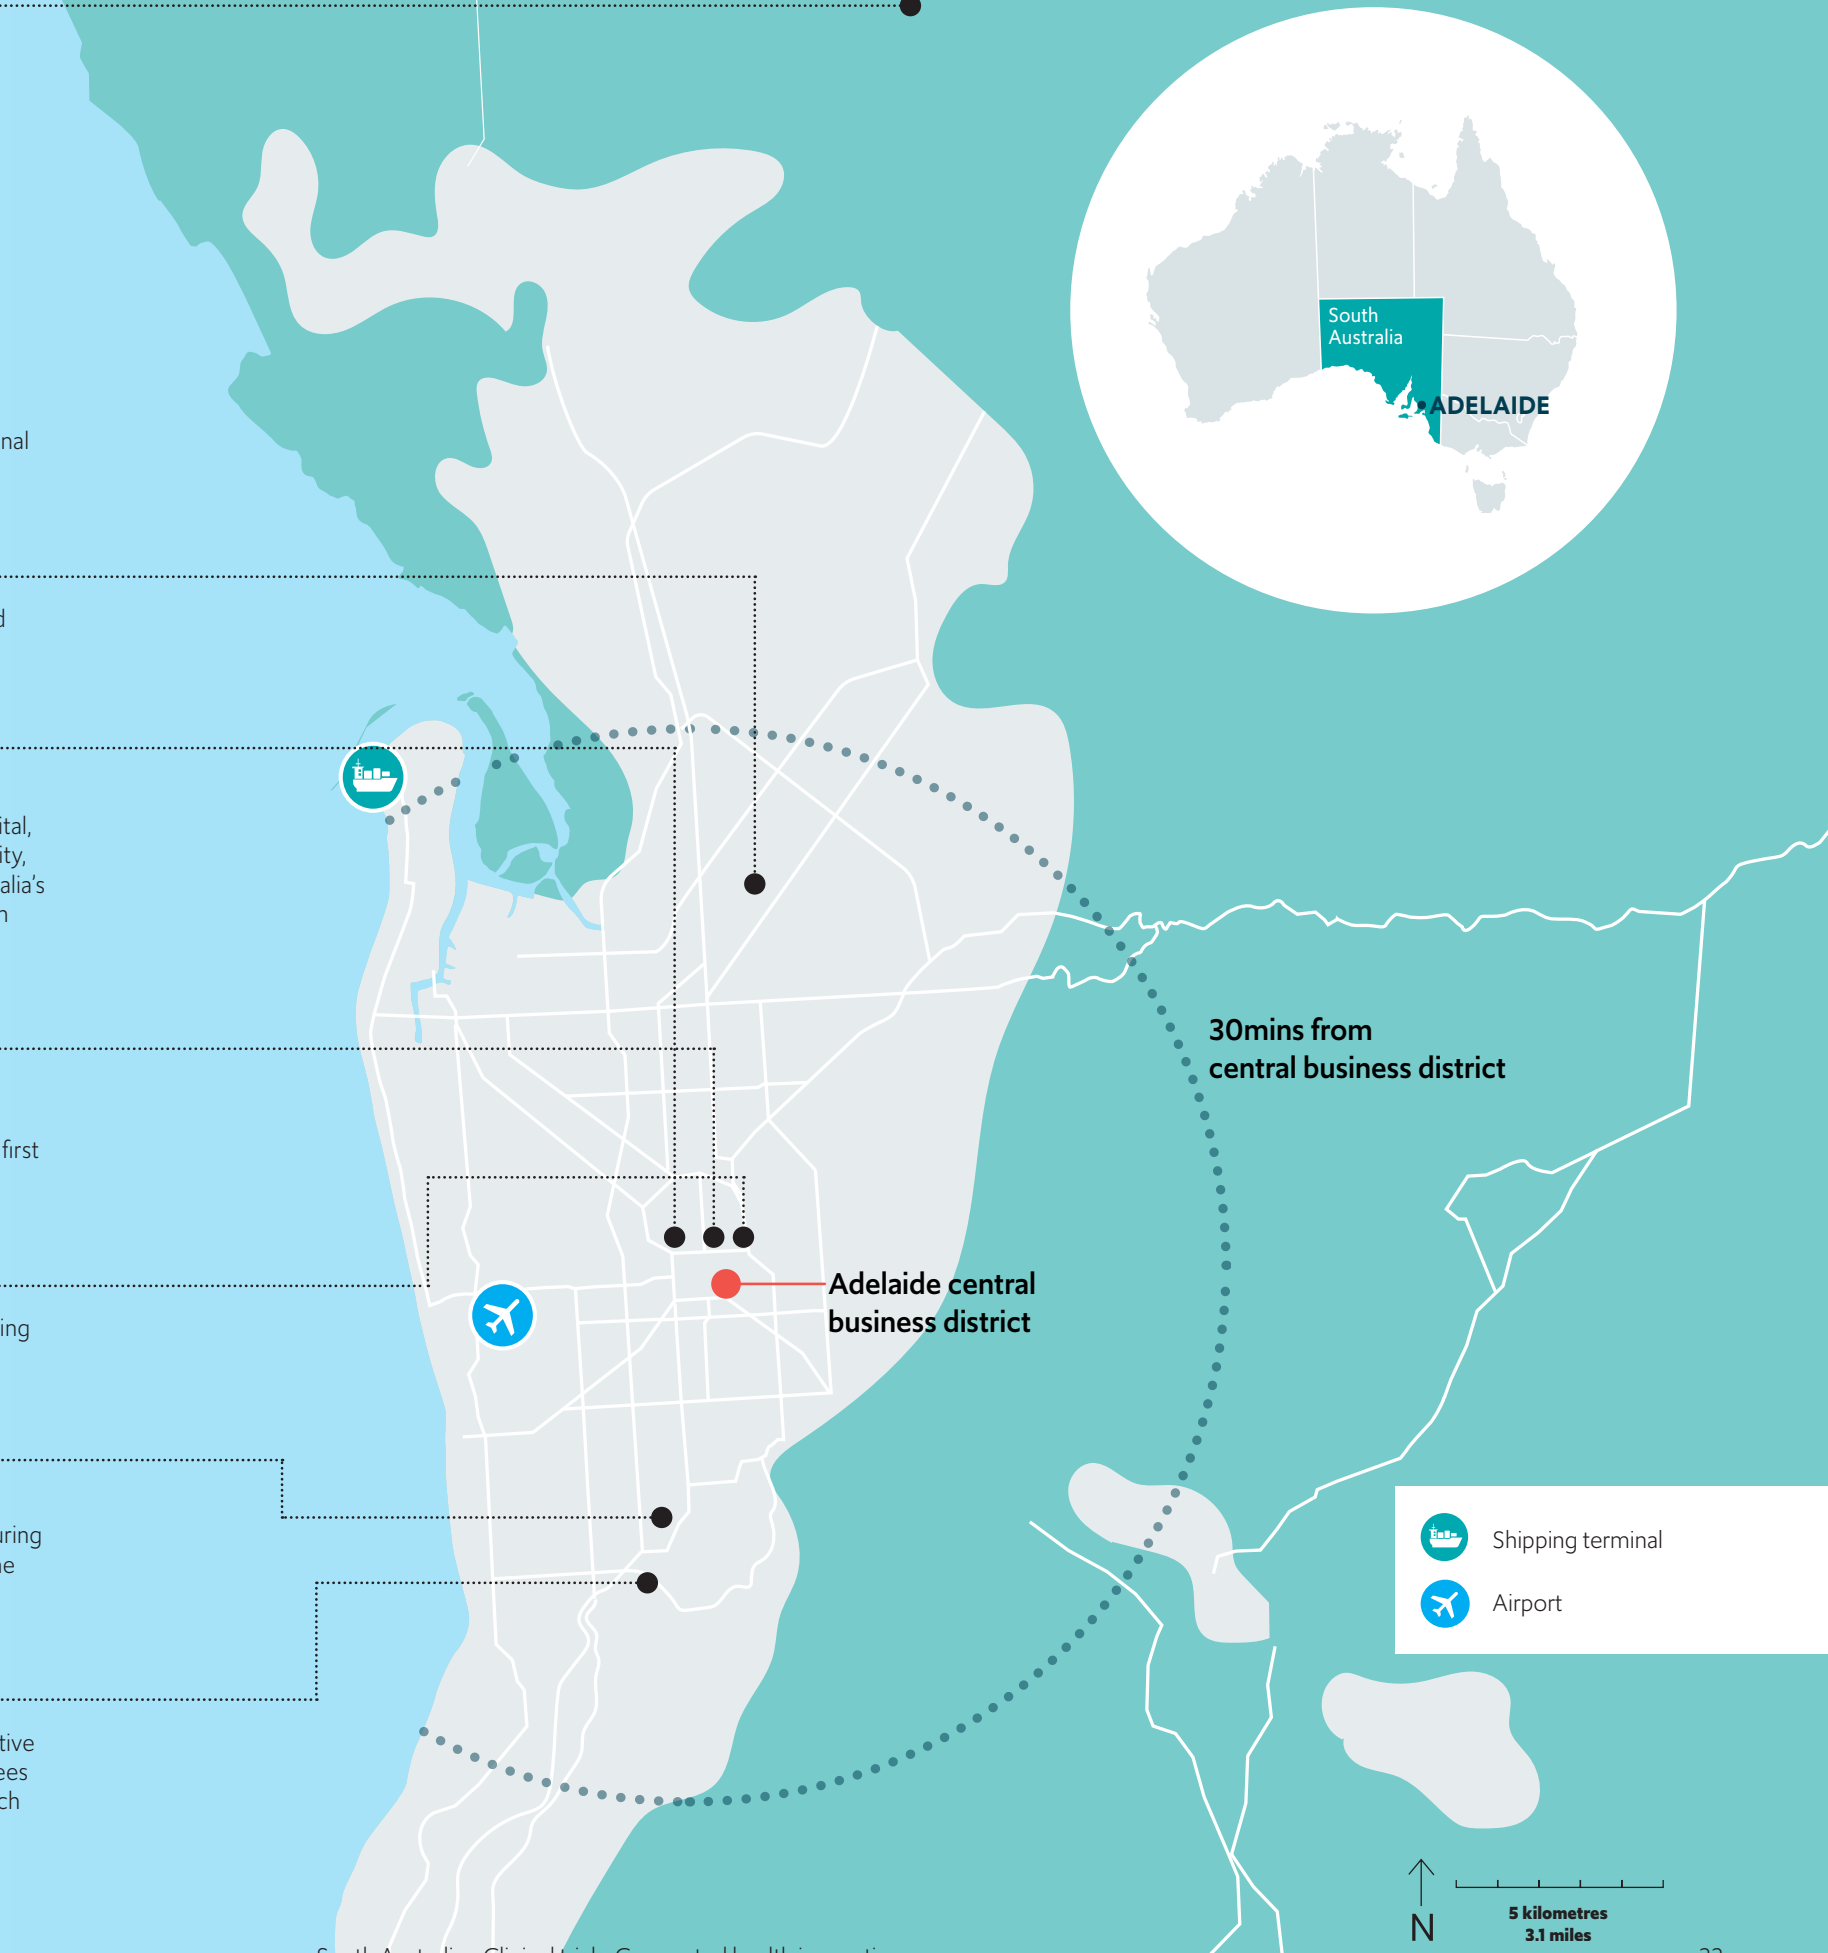 South
Australia
ADELAIDE
nal
d
ital,
ity,
alia's
n
30mins from
central business district
first
Adelaide central
business district
ing
uring
ne
Shipping terminal
Airport
tive
ees
ch
N
5 kilometres
3.1 miles